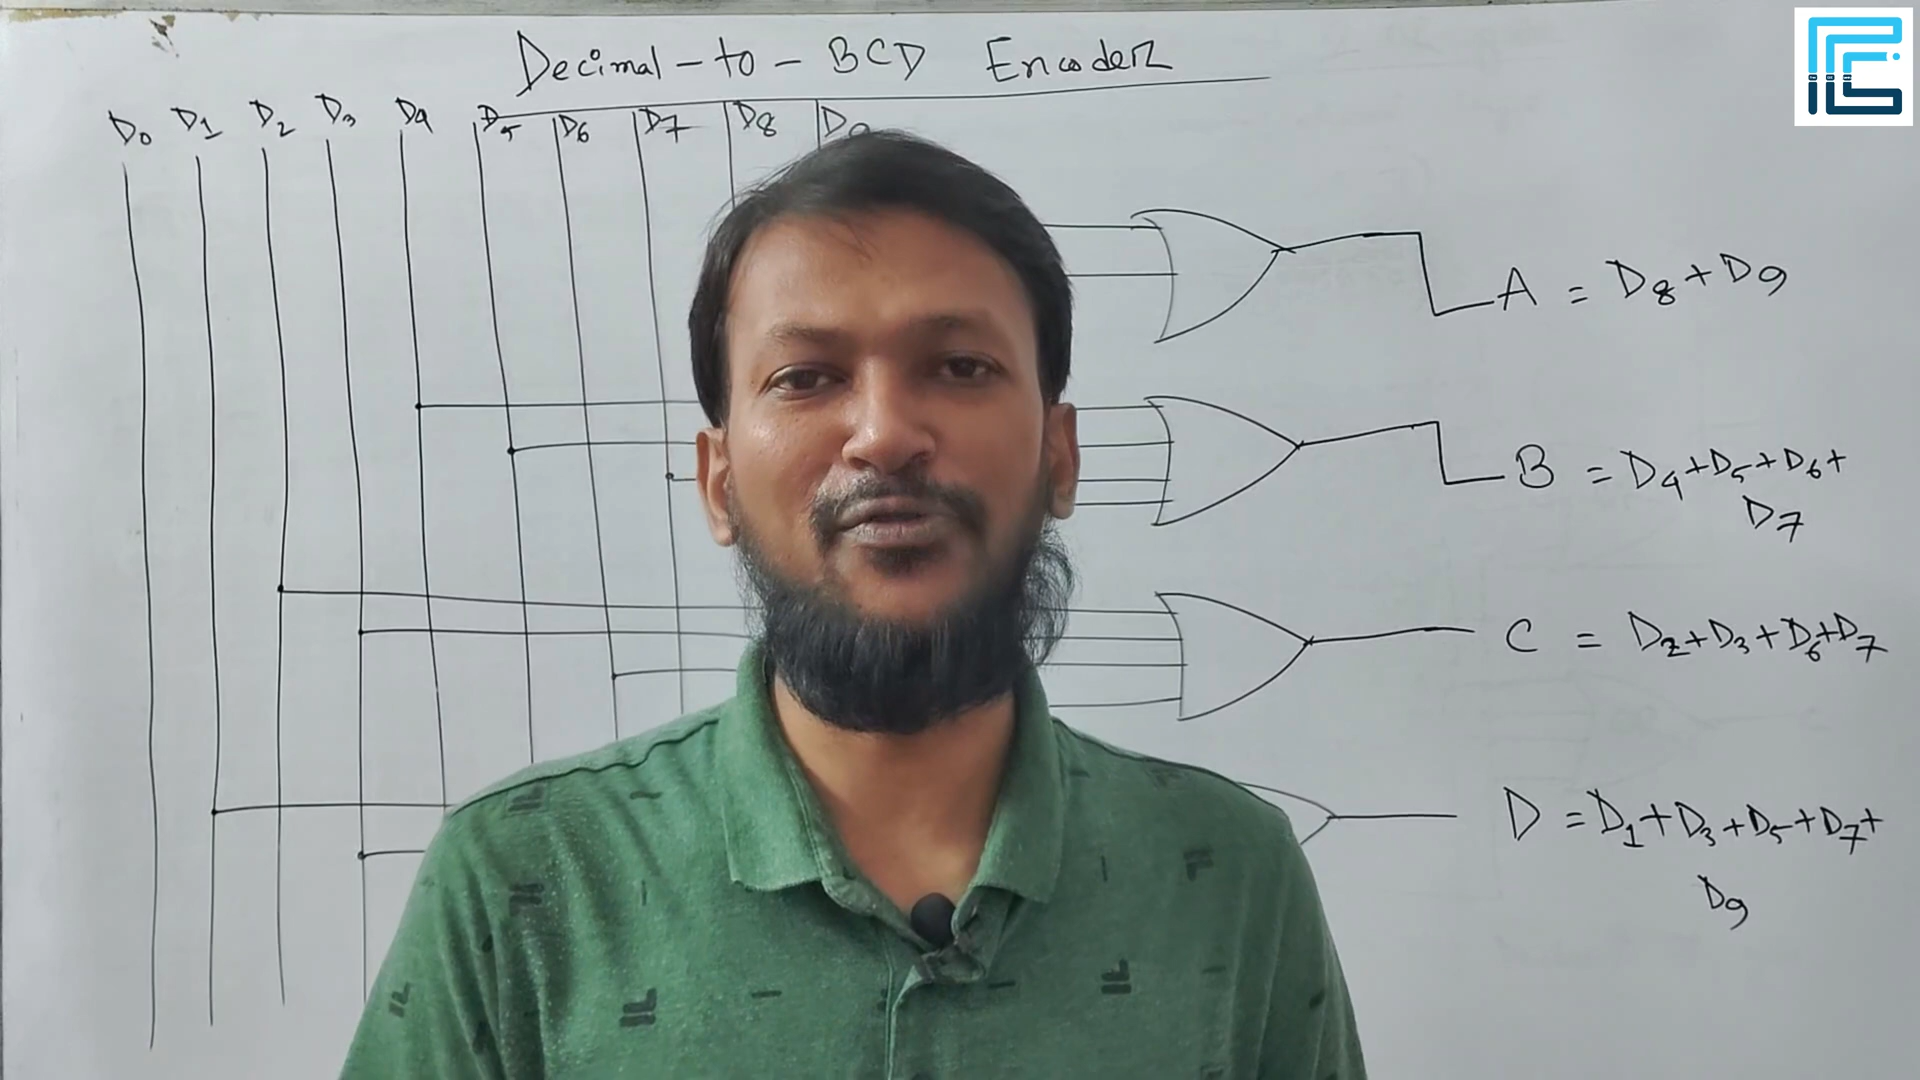 Decimal-to-BCD Encoder
D0 D1 D2 D3 D4 D5 D6 D7 D8 D9
A = D8+D9
B = D4+D5+D6+
D7
C = D2+D3+D6+D7
D = D1+D3+D5+D7+
D9